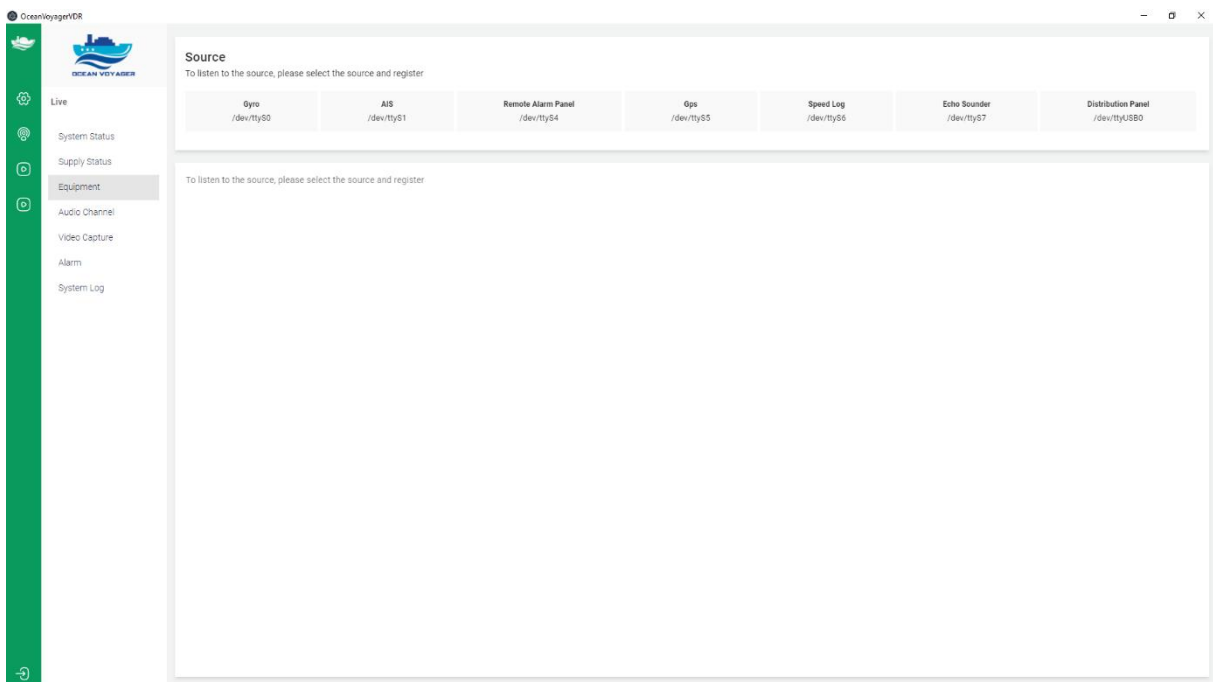 OceanVoyagerVDR
OCEAN VOYAGER
Live
System Status
Supply Status
Equipment
Audio Channel
Video Capture
Alarm
System Log
Source
To listen to the source, please select the source and register
Gyro
/dev/ttyS0
AIS
/dev/ttyS1
Remote Alarm Panel
/dev/ttyS4
Gps
/dev/ttyS5
Speed Log
/dev/ttyS6
Echo Sounder
/dev/ttyS7
Distribution Panel
/dev/ttyUSB0
To listen to the source, please select the source and register